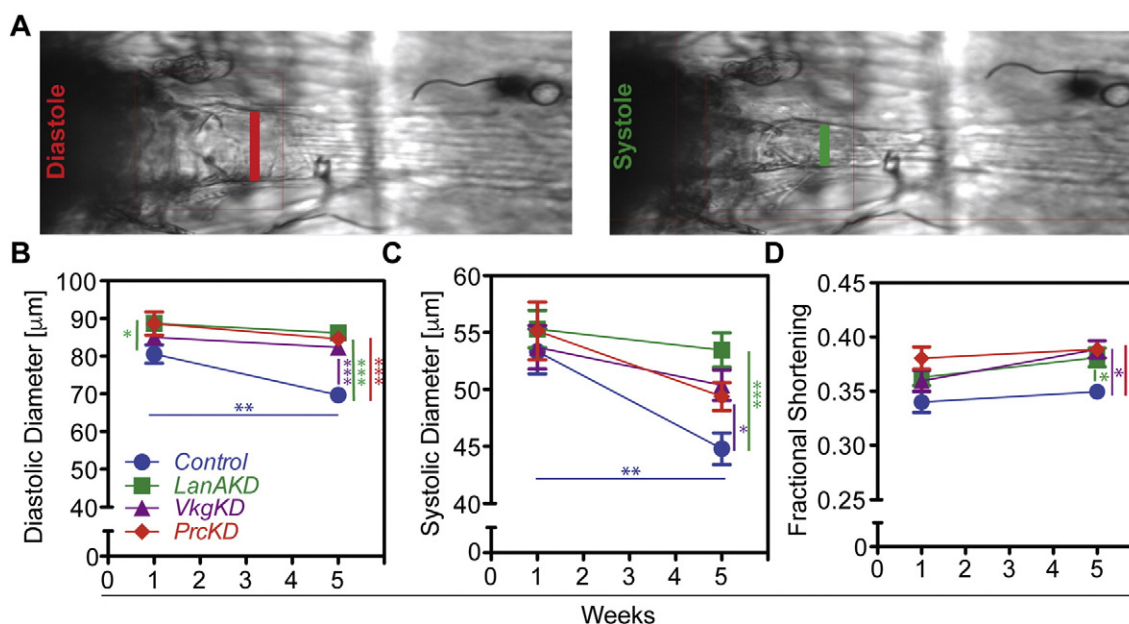 A
Diastole
Systole
B
C
D
Diastolic Diameter [µm]
100
90
80
70
60
50
40
0
*
***
***
***
**
Control
LanAKD
VkgKD
PrcKD
0 1 2 3 4 5
Systolic Diameter [µm]
60
55
50
45
40
0
***
*
**
0 1 2 3 4 5
Fractional Shortening
0.45
0.40
0.35
0.30
0.25
0
*
*
*
0 1 2 3 4 5
Weeks